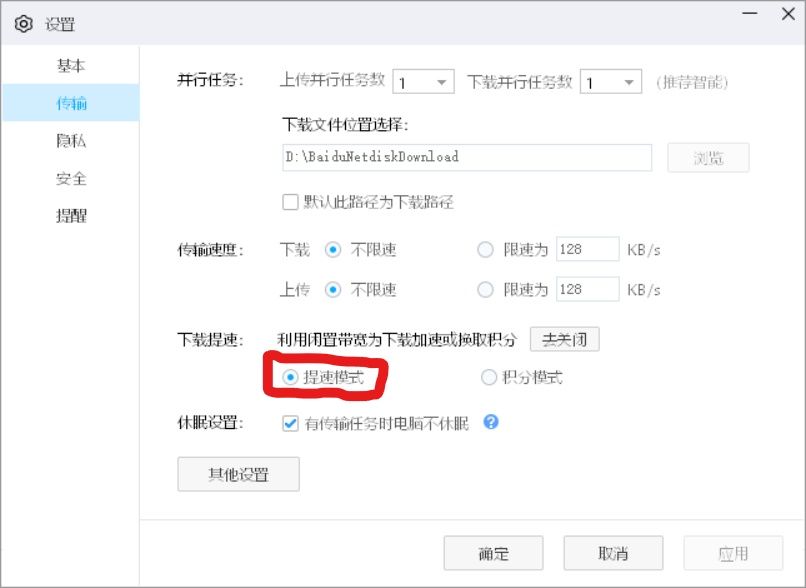 设置
基本
传输
隐私
安全
提醒
并行任务： 上传并行任务数 1 下载并行任务数 1 （推荐智能）
下载文件位置选择：
D:\BaiduNetdiskDownload 浏览
默认此路径为下载路径
传输速度： 下载 不限速 限速为 128 KB/s
上传 不限速 限速为 128 KB/s
下载提速： 利用闲置带宽为下载加速或换取积分 去关闭
提速模式 积分模式
休眠设置： 有传输任务时电脑不休眠 ?
其他设置
确定 取消 应用